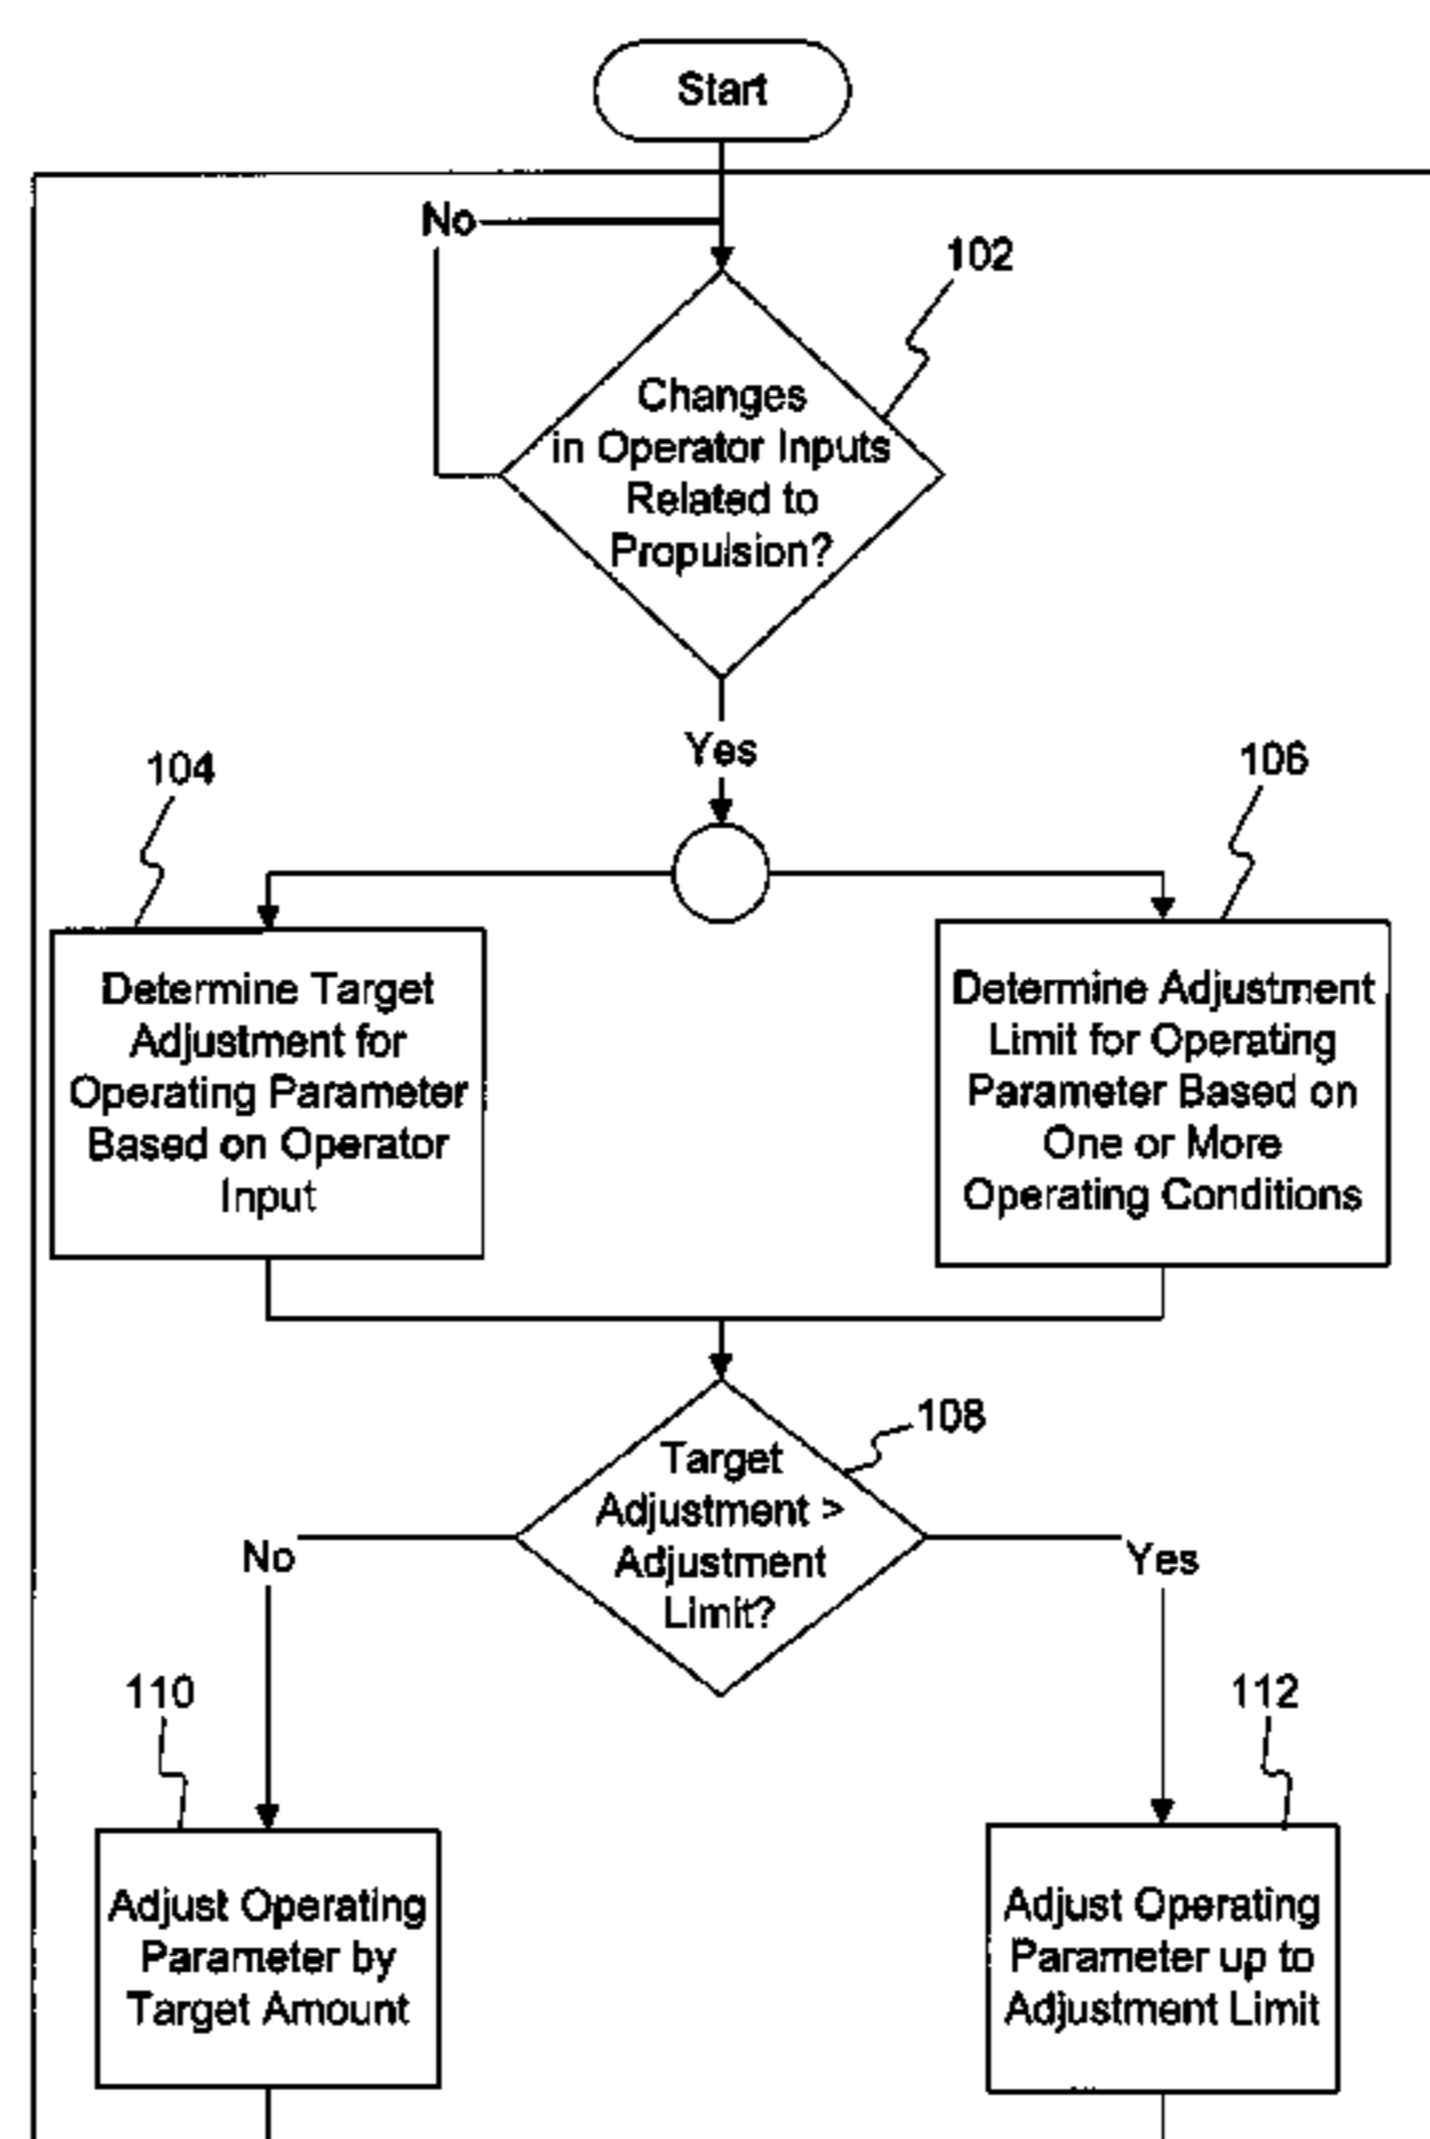 Start
No
102
Changes
in Operator Inputs
Related to
Propulsion?
Yes
104
106
Determine Target
Adjustment for
Operating Parameter
Based on Operator
Input
Determine Adjustment
Limit for Operating
Parameter Based on
One or More
Operating Conditions
108
Target
Adjustment >
Adjustment
Limit?
No
Yes
110
112
Adjust Operating
Parameter by
Target Amount
Adjust Operating
Parameter up to
Adjustment Limit